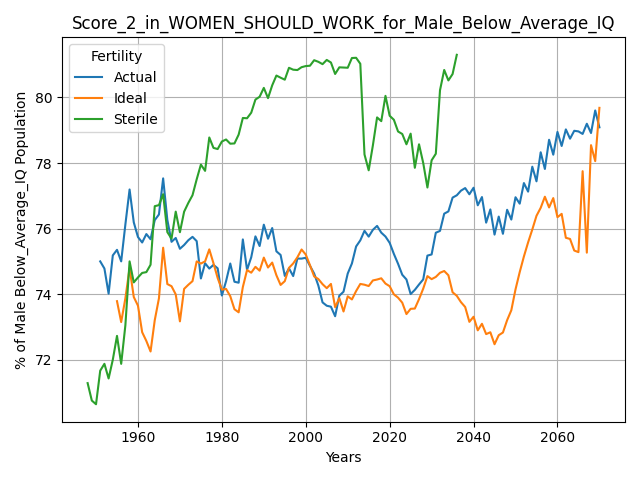 Score_2_in_WOMEN_SHOULD_WORK_for_Male_Below_Average_IQ
Fertility
Actual
Ideal
Sterile
% of Male Below_Average_IQ Population
80
78
76
74
72
1960
1980
2000
2020
2040
2060
Years